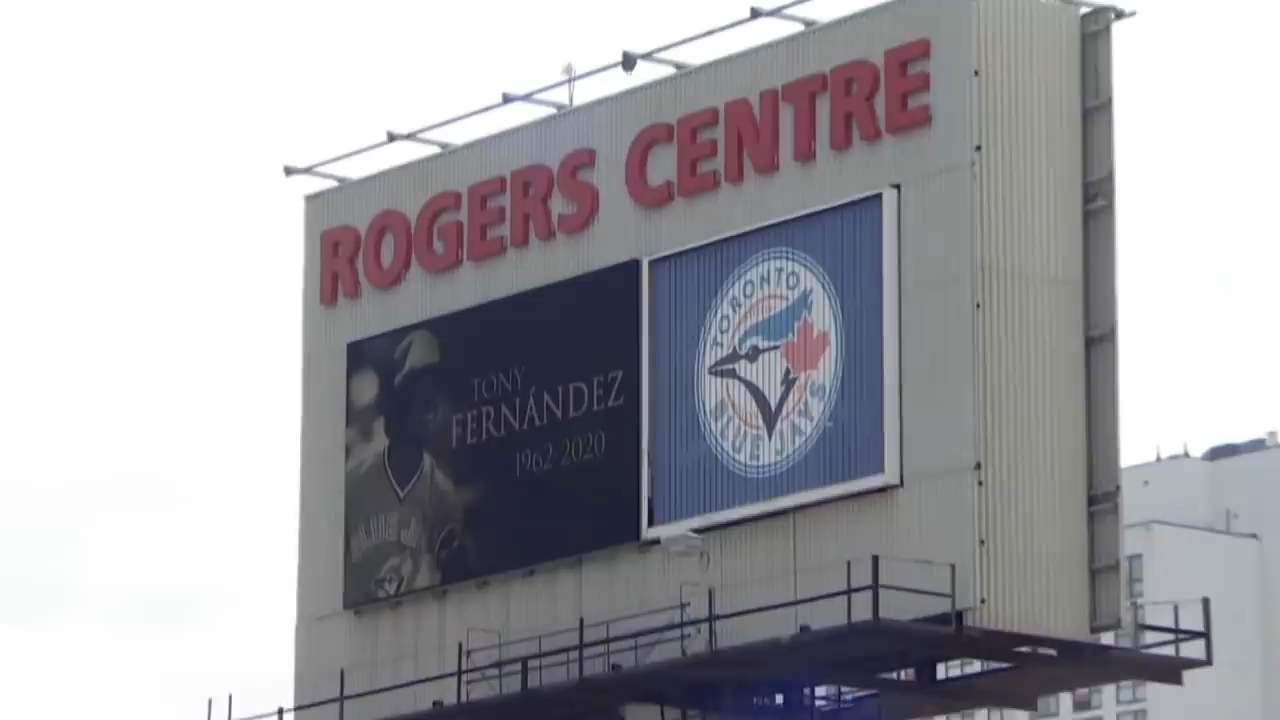 ROGERS CENTRE
TONY
FERNÁNDEZ
1962-2020
TORONTO
BLUE JAYS